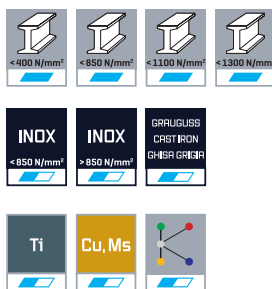 <400 N/mm² <850 N/mm² <1100 N/mm² <1300 N/mm²
INOX INOX GRAUGUSS
CAST IRON
GHISA GRIGIA
<850 N/mm² >850 N/mm²
Ti Cu, Ms